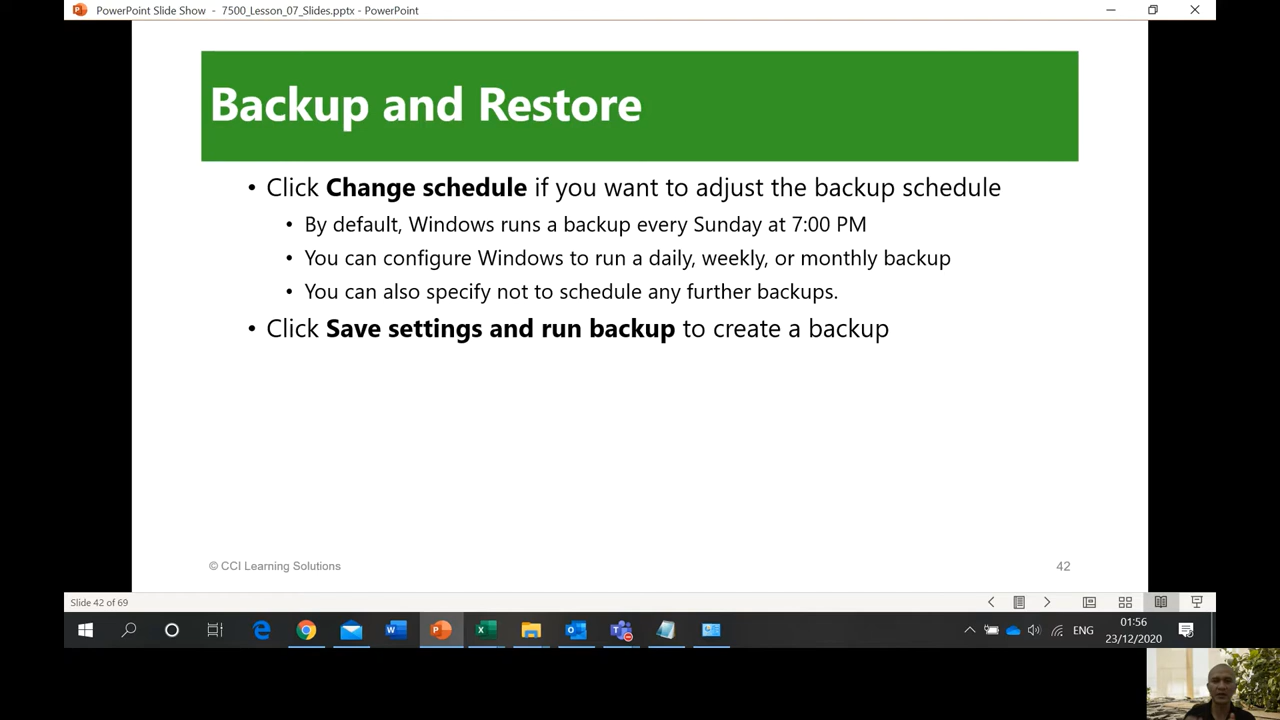 PowerPoint Slide Show - 7500_Lesson_07_Slides.pptx - PowerPoint
Backup and Restore
• Click Change schedule if you want to adjust the backup schedule
• By default, Windows runs a backup every Sunday at 7:00 PM
• You can configure Windows to run a daily, weekly, or monthly backup
• You can also specify not to schedule any further backups.
• Click Save settings and run backup to create a backup
© CCI Learning Solutions
42
Slide 42 of 69
ENG
01:56
23/12/2020